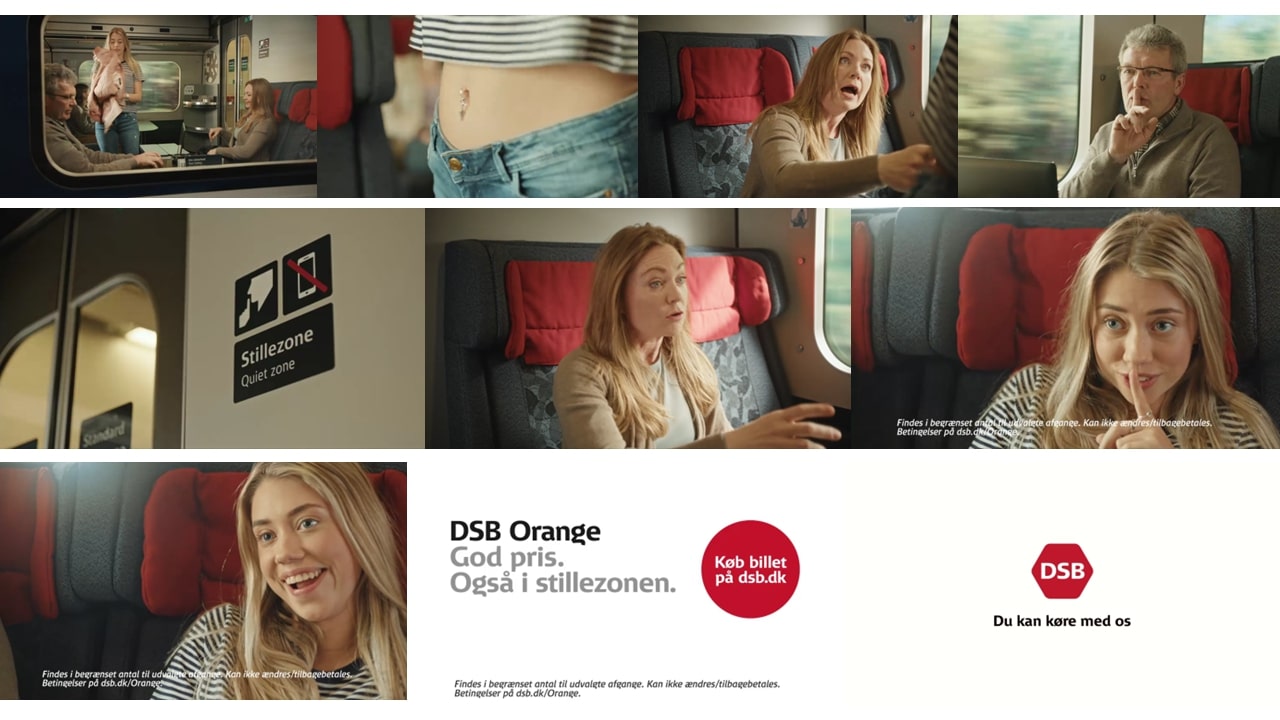 Stillezone
Quiet zone
Standard
Findes i begrænset antal til udvalgte afgange. Kan ikke ændres/tilbagebetales.
Betingelser på dsb.dk/Orange.
Findes i begrænset antal til udvalgte afgange. Kan ikke ændres/tilbagebetales.
Betingelser på dsb.dk/Orange.
DSB Orange
God pris.
Også i stillezonen.
Køb billet
på dsb.dk
Findes i begrænset antal til udvalgte afgange. Kan ikke ændres/tilbagebetales.
Betingelser på dsb.dk/Orange.
DSB
Du kan køre med os